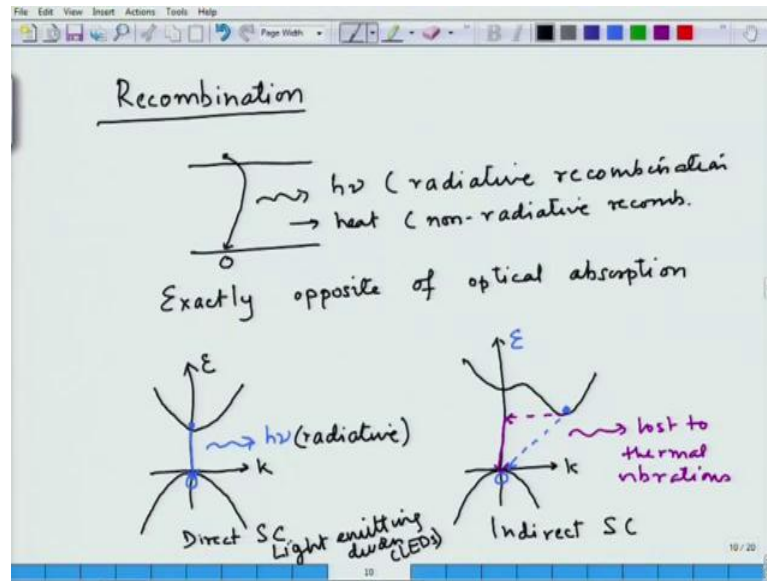 File Edit View Insert Actions Tools Help
Page Width
B I
Recombination
hν (radiative recombination
→ heat (non-radiative recomb.
Exactly opposite of optical absorption
ε
hν (radiative)
k
Direct SC
Light emitting
(LEDs)
ε
lost to
thermal
vibrations
k
Indirect SC
10 / 20
10